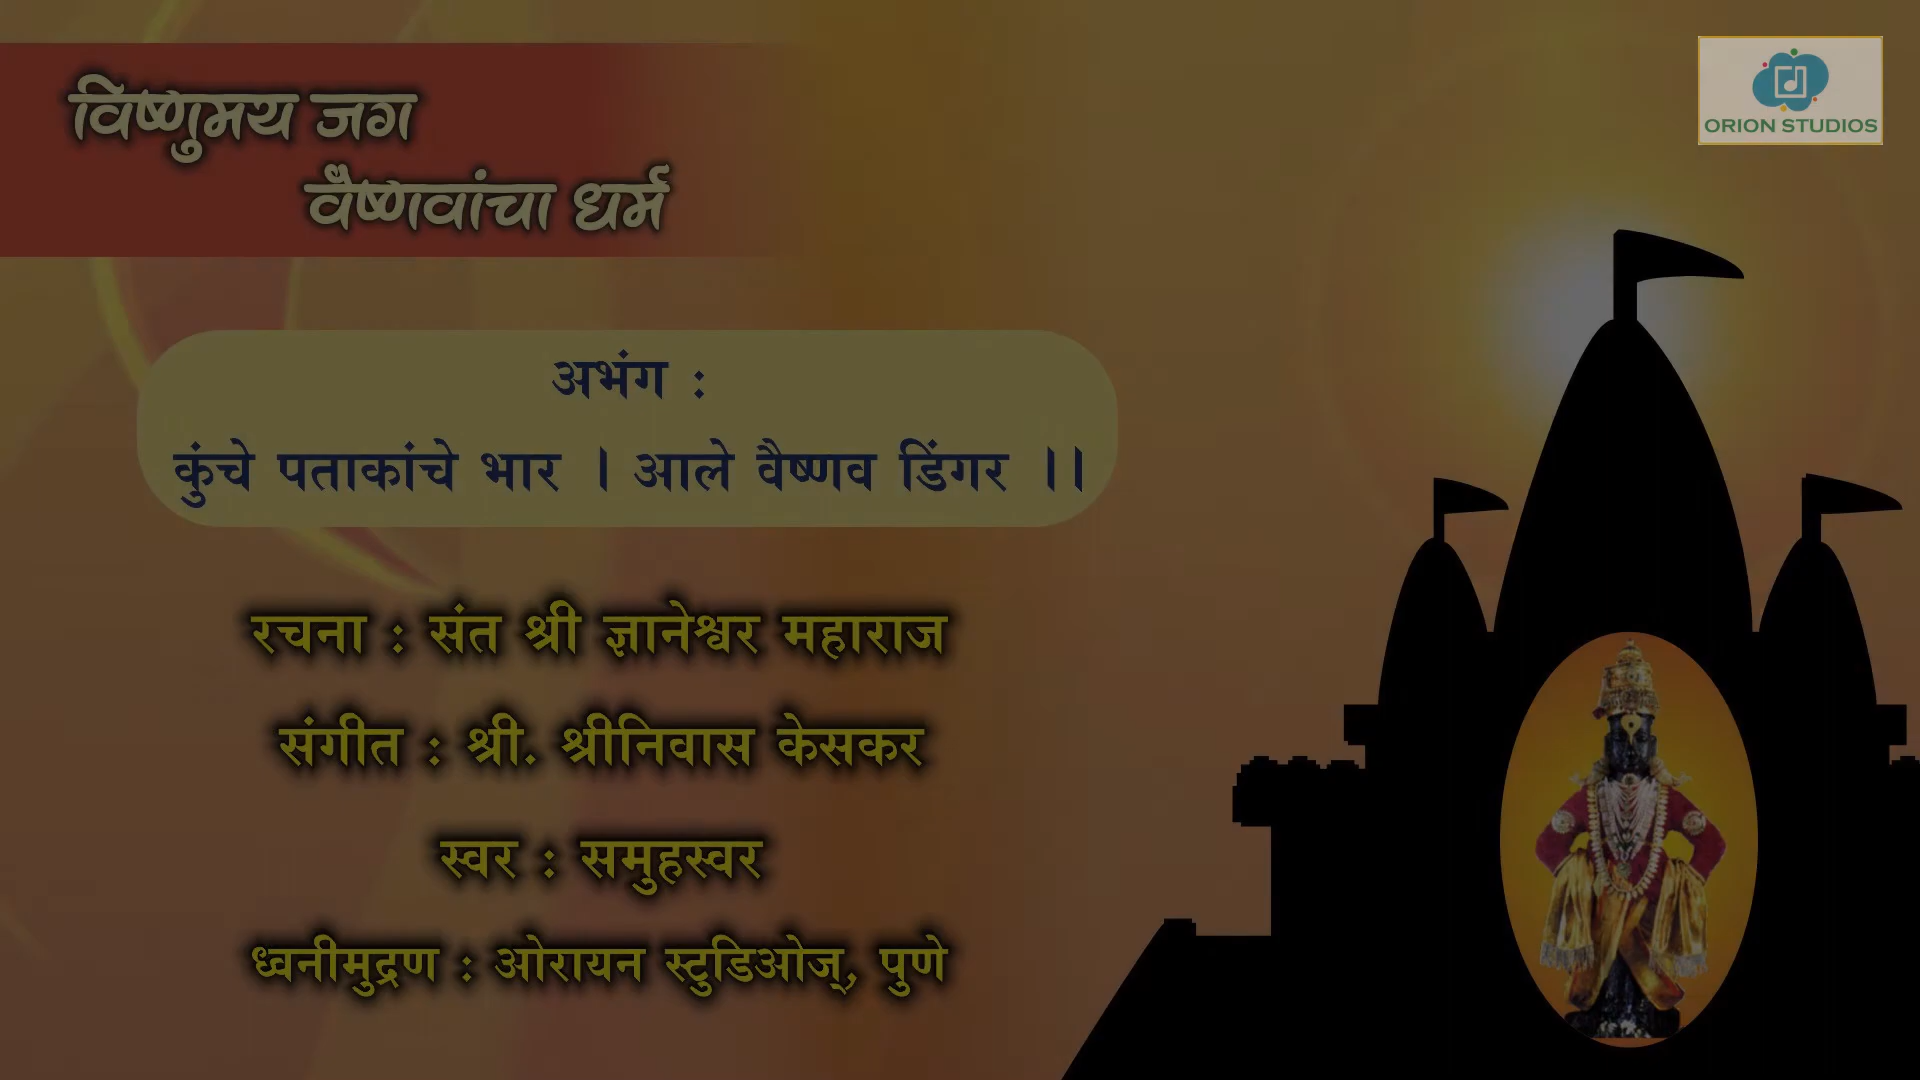 विष्णुमय जग
वैष्णवांचा धर्म
ORION STUDIOS
अभंग :
कुंचे पताकांचे भार । आले वैष्णव डिंगर ।।
रचना : संत श्री ज्ञानेश्वर महाराज
संगीत : श्री. श्रीनिवास केसकर
स्वर : समुहस्वर
ध्वनीमुद्रण : ओरायन स्टुडिओज्, पुणे